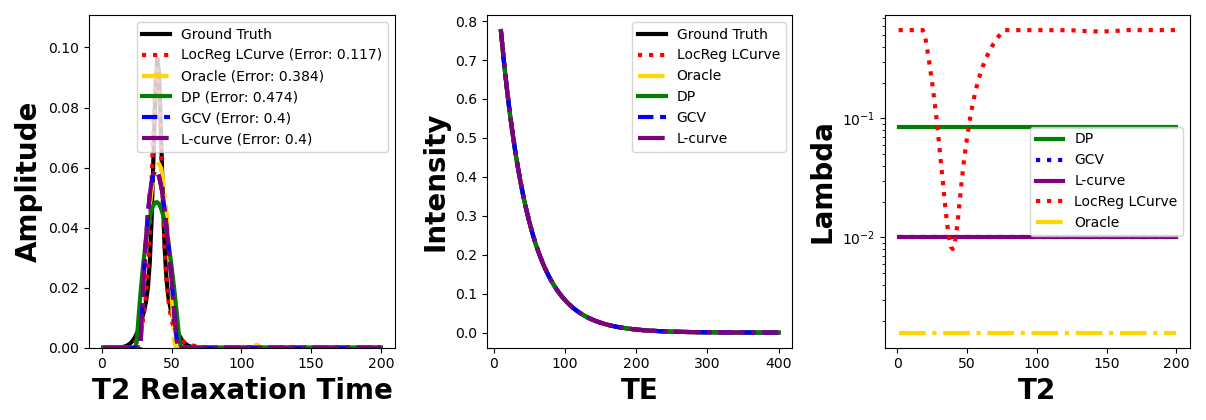 Amplitude
0.10
0.08
0.06
0.04
0.02
0.00
Ground Truth
LocReg LCurve (Error: 0.117)
Oracle (Error: 0.384)
DP (Error: 0.474)
GCV (Error: 0.4)
L-curve (Error: 0.4)
0 50 100 150 200
T2 Relaxation Time
Intensity
0.8
0.7
0.6
0.5
0.4
0.3
0.2
0.1
0.0
Ground Truth
LocReg LCurve
Oracle
DP
GCV
L-curve
0 100 200 300 400
TE
Lambda
10⁻¹
10⁻²
DP
GCV
L-curve
LocReg LCurve
Oracle
0 50 100 150 200
T2